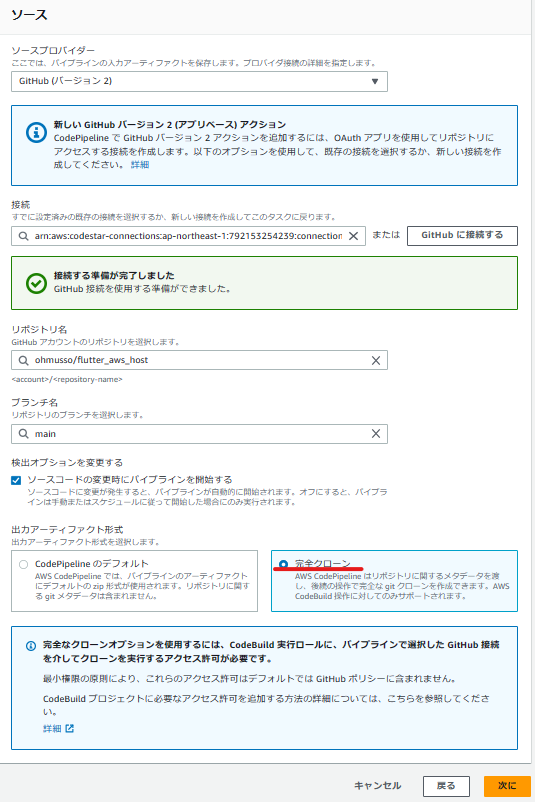 ソース
ソースプロバイダー
ここでは、パイプラインの入力アーティファクトを保存します。プロバイダ接続の詳細を指定します。
GitHub (バージョン 2)
新しい GitHub バージョン 2 (アプリベース) アクション
CodePipeline で GitHub バージョン 2 アクションを追加するには、OAuth アプリを使用してリポジトリに
アクセスする接続を作成します。以下のオプションを使用して、既存の接続を選択するか、新しい接続を作
成してください。 詳細
接続
すでに設定済みの既存の接続を選択するか、新しい接続を作成してこのタスクに戻ります。
arn:aws:codestar-connections:ap-northeast-1:792153254239:connection
または
GitHub に接続する
接続する準備が完了しました
GitHub 接続を使用する準備ができました。
リポジトリ名
GitHub アカウントのリポジトリを選択します。
ohmusso/flutter_aws_host
<account>/<repository-name>
ブランチ名
リポジトリのブランチを選択します。
main
検出オプションを変更する
ソースコードの変更時にパイプラインを開始する
ソースコードに変更が発生すると、パイプラインが自動的に開始されます。オフにすると、パイプラ
インは手動またはスケジュールに従って開始した場合にのみ実行されます。
出力アーティファクト形式
出力アーティファクト形式を選択します。
CodePipeline のデフォルト
AWS CodePipeline では、パイプラインのアーティファクト
にデフォルトの zip 形式が使用されます。リポジトリに関す
る git メタデータは含まれません。
完全クローン
AWS CodePipeline はリポジトリに関するメタデータを渡
し、後続の操作で完全な git クローンを作成できます。AWS
CodeBuild 操作に対してのみサポートされます。
完全なクローンオプションを使用するには、CodeBuild 実行ロールに、パイプラインで選択した GitHub 接続
を介してクローンを実行するアクセス許可が必要です。
最小権限の原則により、これらのアクセス許可はデフォルトでは GitHub ポリシーに含まれません。
CodeBuild プロジェクトに必要なアクセス許可を追加する方法の詳細については、こちらを参照してくださ
い。
詳細
キャンセル
戻る
次に